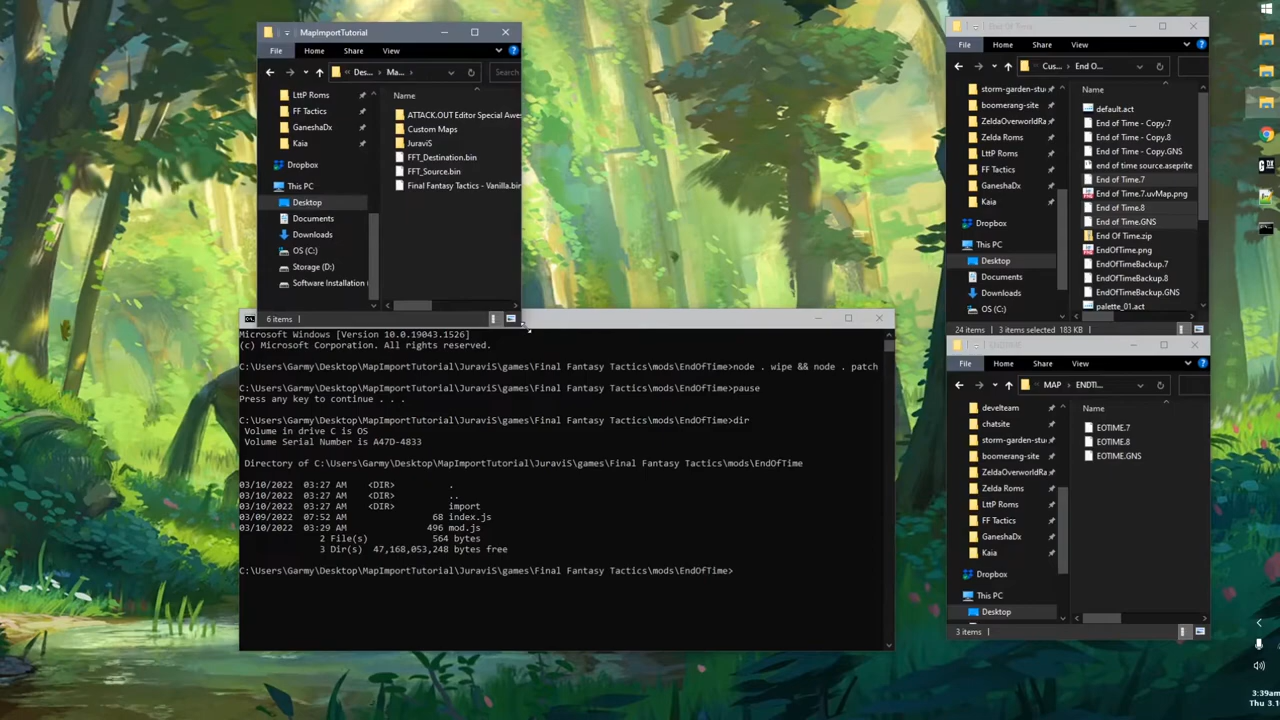 MapImportTutorial
File
Home
Share
View
Des...
Ma...
Search
LttP Roms
FF Tactics
GaneshaDx
Kaia
Dropbox
This PC
Desktop
Documents
Downloads
OS (C:)
Storage (D:)
Software Installation
Name
ATTACK.OUT Editor Special Awe
Custom Maps
JuraviS
FFT_Destination.bin
FFT_Source.bin
Final Fantasy Tactics - Vanilla.bin
6 items
Microsoft Windows [Version 10.0.19043.1526]
(c) Microsoft Corporation. All rights reserved.
C:\Users\Garmy\Desktop\MapImportTutorial\JuraviS\games\Final Fantasy Tactics\mods\EndOfTime>node . wipe && node . patch
C:\Users\Garmy\Desktop\MapImportTutorial\JuraviS\games\Final Fantasy Tactics\mods\EndOfTime>pause
Press any key to continue . . .
C:\Users\Garmy\Desktop\MapImportTutorial\JuraviS\games\Final Fantasy Tactics\mods\EndOfTime>dir
Volume in drive C is OS
Volume Serial Number is A47D-4833
Directory of C:\Users\Garmy\Desktop\MapImportTutorial\JuraviS\games\Final Fantasy Tactics\mods\EndOfTime
03/10/2022 03:27 AM <DIR> .
03/10/2022 03:27 AM <DIR> ..
03/10/2022 03:27 AM <DIR> import
03/09/2022 07:52 AM 68 index.js
03/10/2022 03:29 AM 496 mod.js
2 File(s) 564 bytes
3 Dir(s) 47,168,053,248 bytes free
C:\Users\Garmy\Desktop\MapImportTutorial\JuraviS\games\Final Fantasy Tactics\mods\EndOfTime>
End Of Time
File
Home
Share
View
Cus...
End O...
storm-garden-stu
boomerang-site
ZeldaOverworldRa
Zelda Roms
LttP Roms
FF Tactics
GaneshaDx
Kaia
Dropbox
This PC
Desktop
Documents
Downloads
OS (C:)
Name
default.act
End of Time - Copy.7
End of Time - Copy.8
End of Time - Copy.GNS
end of time source.aseprite
End of Time.7
End of Time.7.uvMap.png
End of Time.8
End of Time.GNS
End Of Time.zip
EndOfTime.png
EndOfTimeBackup.7
EndOfTimeBackup.8
EndOfTimeBackup.GNS
palette_01.act
24 items
3 items selected 183 KB
File
Home
Share
View
MAP
ENDTI...
develteam
chatsite
storm-garden-stu
boomerang-site
ZeldaOverworldRa
Zelda Roms
LttP Roms
FF Tactics
GaneshaDx
Kaia
Dropbox
This PC
Desktop
Name
EOTIME.7
EOTIME.8
EOTIME.GNS
3 items
3:39am
Thu 3.1